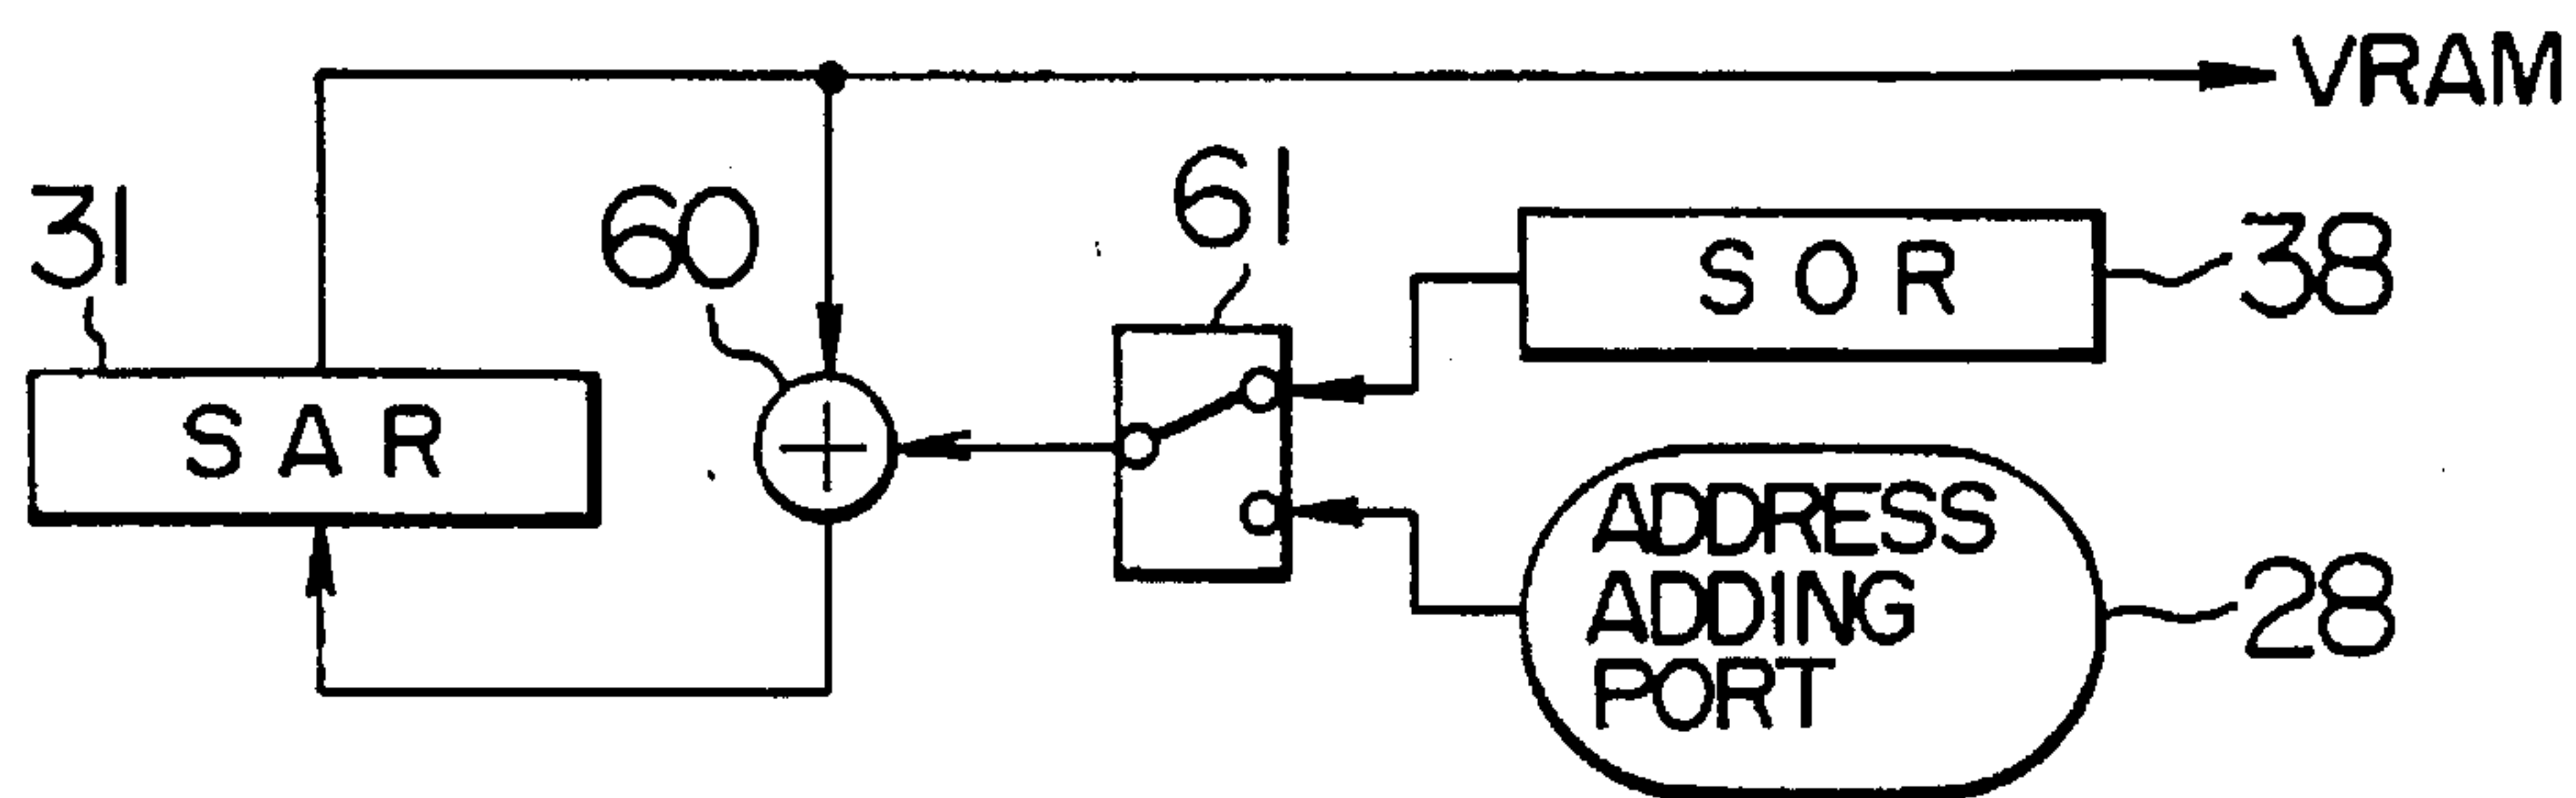 VRAM
31
60
61
SOR
38
SAR
ADDRESS
ADDING
PORT
28